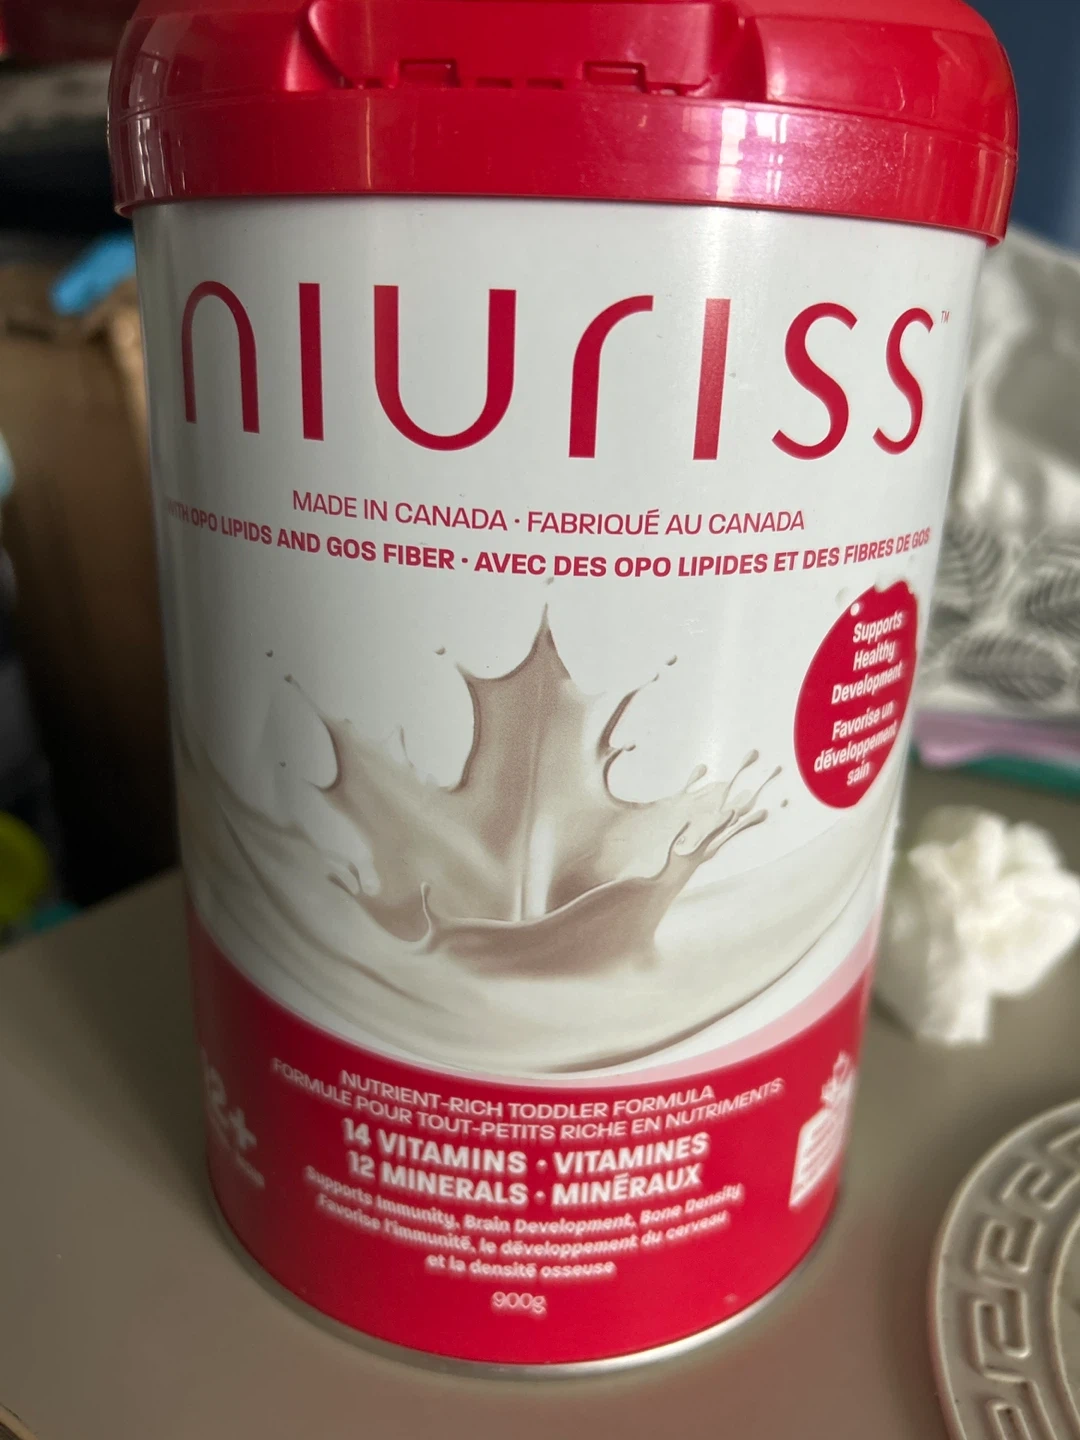 niuriss™
MADE IN CANADA · FABRIQUÉ AU CANADA
WITH OPO LIPIDS AND GOS FIBER · AVEC DES OPO LIPIDES ET DES FIBRES DE GOS
Supports
Healthy
Development
Favorise un
développement
sain
NUTRIENT-RICH TODDLER FORMULA
FORMULE POUR TOUT-PETITS RICHE EN NUTRIMENTS
14 VITAMINS · VITAMINES
12 MINERALS · MINÉRAUX
Supports Immunity, Brain Development, Bone Density
Favorise l'immunité, le développement du cerveau
et la densité osseuse
900g
2+